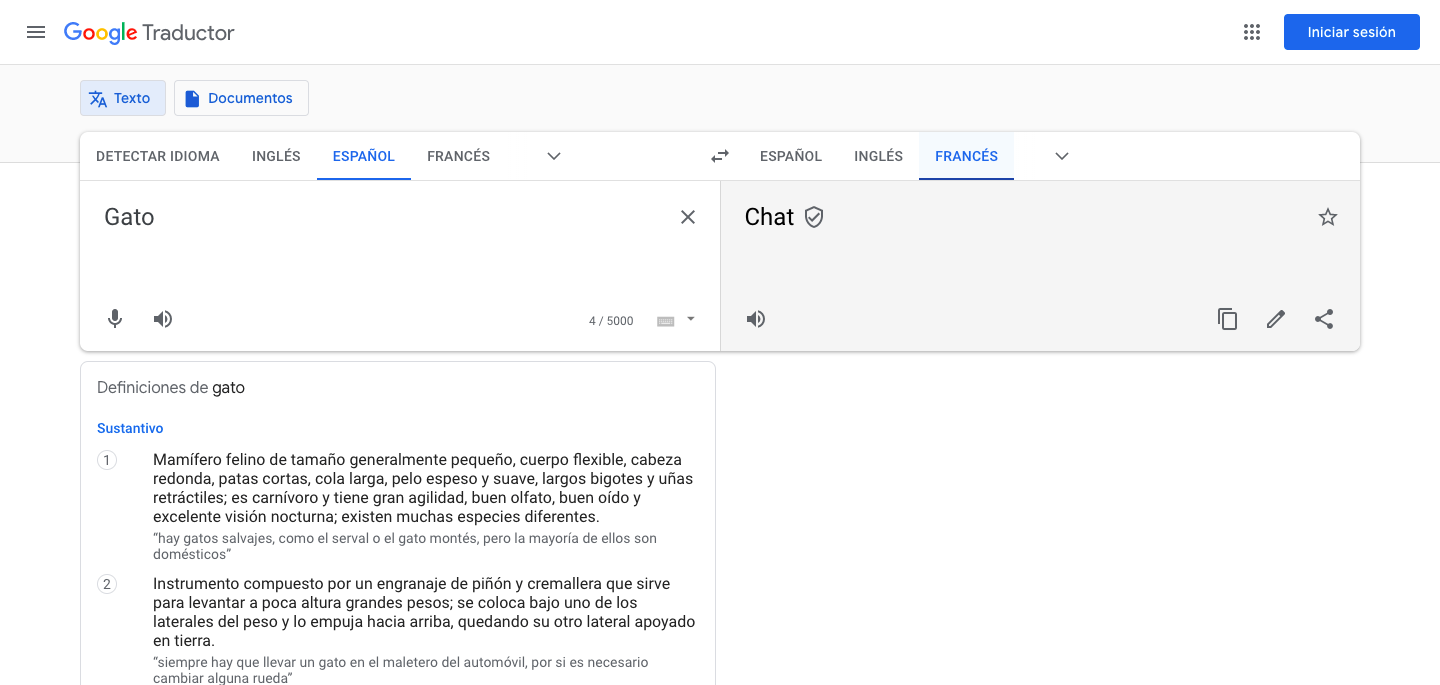 Google Traductor
Iniciar sesión
Texto
Documentos
DETECTAR IDIOMA INGLÉS ESPAÑOL FRANCÉS
ESPAÑOL INGLÉS FRANCÉS
Gato
4 / 5000
Chat
Definiciones de gato
Sustantivo
1
Mamífero felino de tamaño generalmente pequeño, cuerpo flexible, cabeza
redonda, patas cortas, cola larga, pelo espeso y suave, largos bigotes y uñas
retráctiles; es carnívoro y tiene gran agilidad, buen olfato, buen oído y
excelente visión nocturna; existen muchas especies diferentes.
“hay gatos salvajes, como el serval o el gato montés, pero la mayoría de ellos son
domésticos”
2
Instrumento compuesto por un engranaje de piñón y cremallera que sirve
para levantar a poca altura grandes pesos; se coloca bajo uno de los
laterales del peso y lo empuja hacia arriba, quedando su otro lateral apoyado
en tierra.
“siempre hay que llevar un gato en el maletero del automóvil, por si es necesario
cambiar alguna rueda”